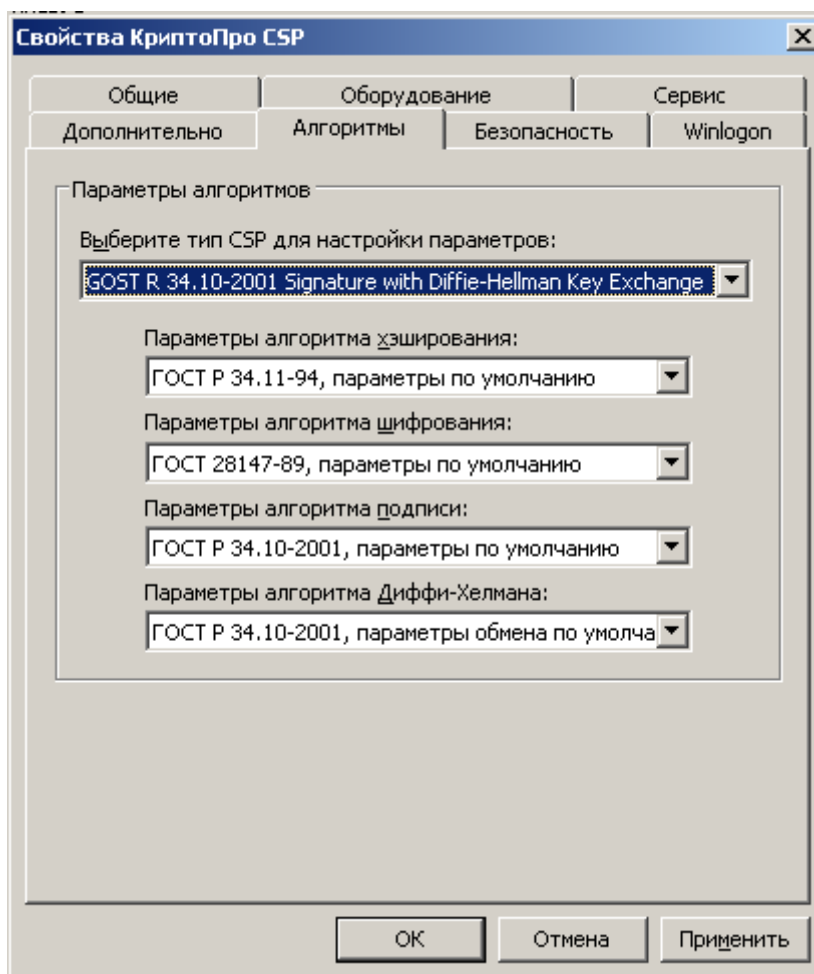 Свойства КриптоПро CSP
Общие Оборудование Сервис
Дополнительно Алгоритмы Безопасность Winlogon
Параметры алгоритмов
Выберите тип CSP для настройки параметров:
GOST R 34.10-2001 Signature with Diffie-Hellman Key Exchange
Параметры алгоритма хэширования:
ГОСТ Р 34.11-94, параметры по умолчанию
Параметры алгоритма шифрования:
ГОСТ 28147-89, параметры по умолчанию
Параметры алгоритма подписи:
ГОСТ Р 34.10-2001, параметры по умолчанию
Параметры алгоритма Диффи-Хелмана:
ГОСТ Р 34.10-2001, параметры обмена по умолча
ОК Отмена Применить